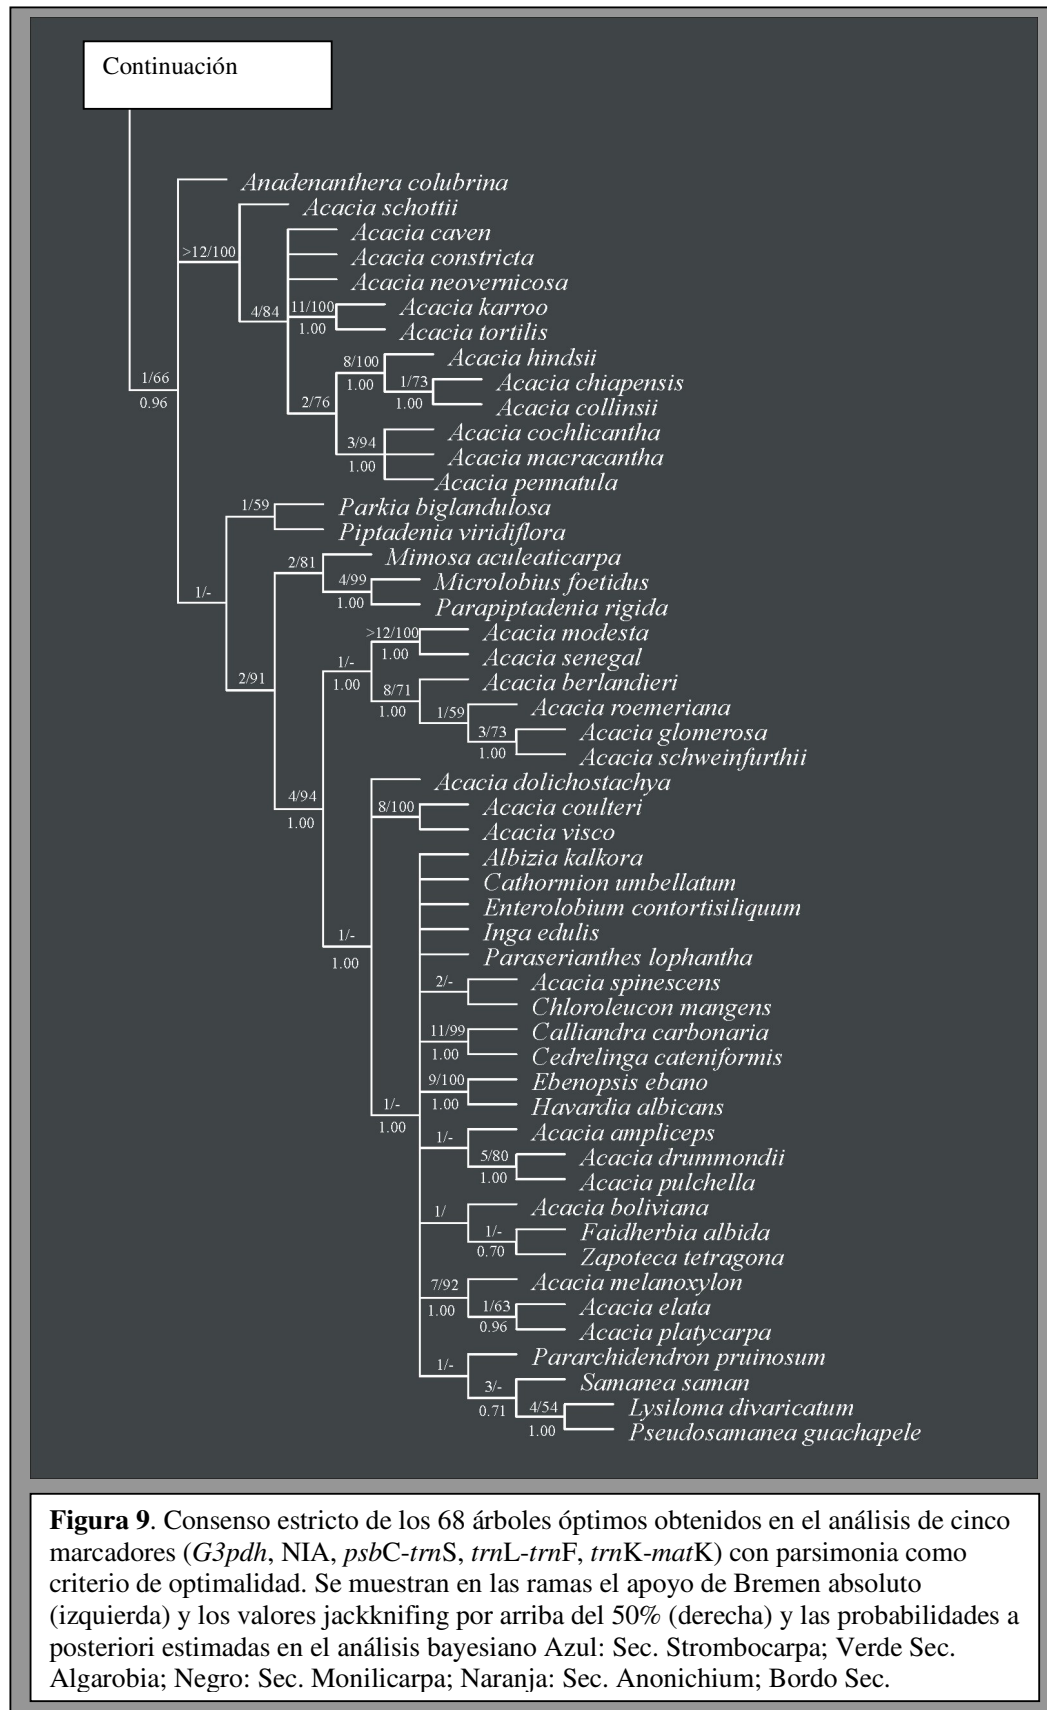 Continuación
Anadenanthera colubrina
Acacia schottii
Acacia caven
>12/100
Acacia constricta
Acacia neovernicosa
4/84
11/100
Acacia karroo
1.00
Acacia tortilis
8/100
Acacia hindsii
1/66
1.00
1/73
Acacia chiapensis
0.96
2/76
1.00
Acacia collinsii
3/94
Acacia cochlicantha
1.00
Acacia macracantha
Acacia pennatula
1/59
Parkia biglandulosa
Piptadenia viridiflora
2/81
Mimosa aculeaticarpa
1/-
4/99
Microlobius foetidus
1.00
Parapiptadenia rigida
>12/100
Acacia modesta
1.00
Acacia senegal
1/-
1.00
2/91
8/71
Acacia berlandieri
1.00
1/59
Acacia roemeriana
3/73
Acacia glomerosa
1.00
Acacia schweinfurthii
4/94
1.00
Acacia dolichostachya
8/100
Acacia coulteri
Acacia visco
Albizia kalkora
Cathormion umbellatum
Enterolobium contortisiliquum
1/-
1.00
Inga edulis
Paraserianthes lophantha
2/-
Acacia spinescens
Chloroleucon mangens
11/99
Calliandra carbonaria
1.00
Cedrelinga cateniformis
9/100
Ebenopsis ebano
1/-
1.00
1.00
Havardia albicans
1/-
Acacia ampliceps
5/80
Acacia drummondii
1.00
Acacia pulchella
1/
Acacia boliviana
1/-
Faidherbia albida
0.70
Zapoteca tetragona
7/92
Acacia melanoxylon
1.00
1/63
Acacia elata
0.96
Acacia platycarpa
1/-
Pararchidendron pruinosum
3/-
Samanea saman
0.71
4/54
Lysiloma divaricatum
1.00
Pseudosamanea guachapele
Figura 9. Consenso estricto de los 68 árboles óptimos obtenidos en el análisis de cinco
marcadores (G3pdh, NIA, psbC-trnS, trnL-trnF, trnK-matK) con parsimonia como
criterio de optimalidad. Se muestran en las ramas el apoyo de Bremen absoluto
(izquierda) y los valores jackknifing por arriba del 50% (derecha) y las probabilidades a
posteriori estimadas en el análisis bayesiano Azul: Sec. Strombocarpa; Verde Sec.
Algarobia; Negro: Sec. Monilicarpa; Naranja: Sec. Anonichium; Bordo Sec.